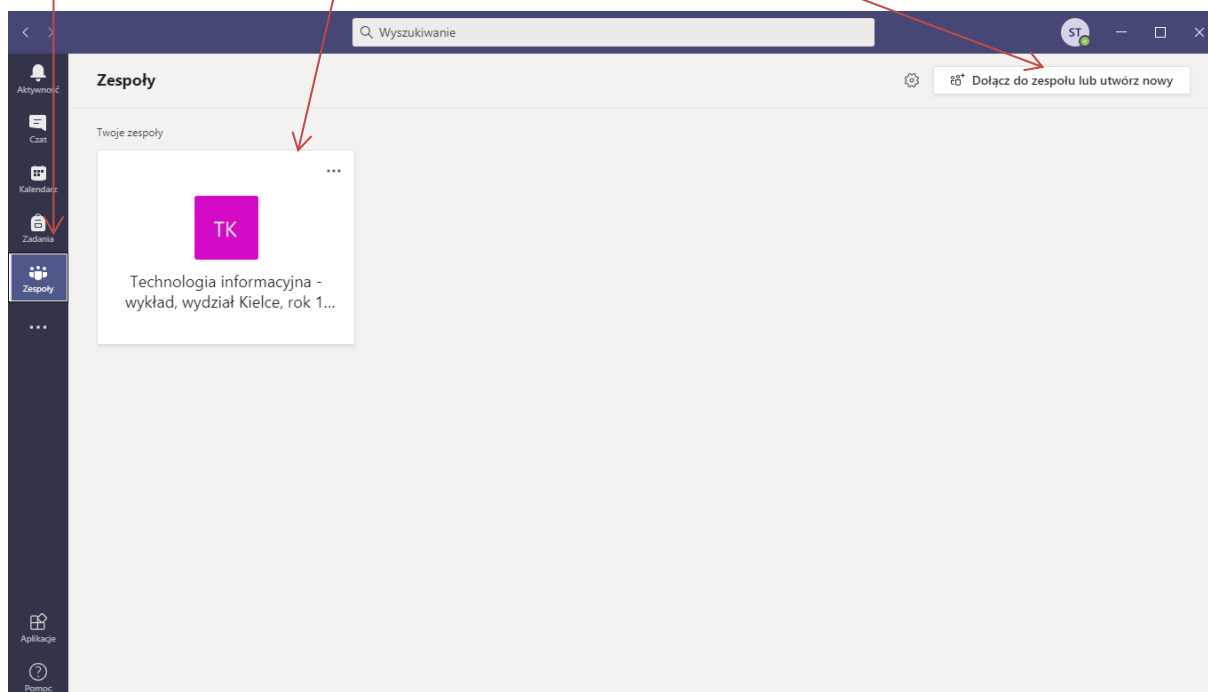 Wyszukiwanie
ST
Aktywność
Czat
Kalendarz
Zadania
Zespoły
Aplikacje
Pomoc
Zespoły
Dołącz do zespołu lub utwórz nowy
Twoje zespoły
TK
Technologia informacyjna -
wykład, wydział Kielce, rok 1...